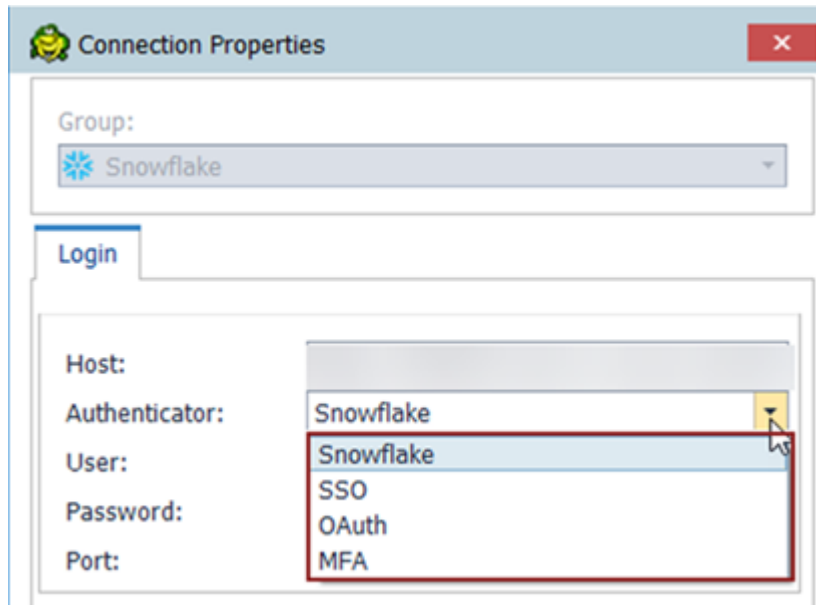 Connection Properties
Group:
Snowflake
Login
Host:
Authenticator: Snowflake
Snowflake
User:
SSO
Password:
OAuth
Port:
MFA